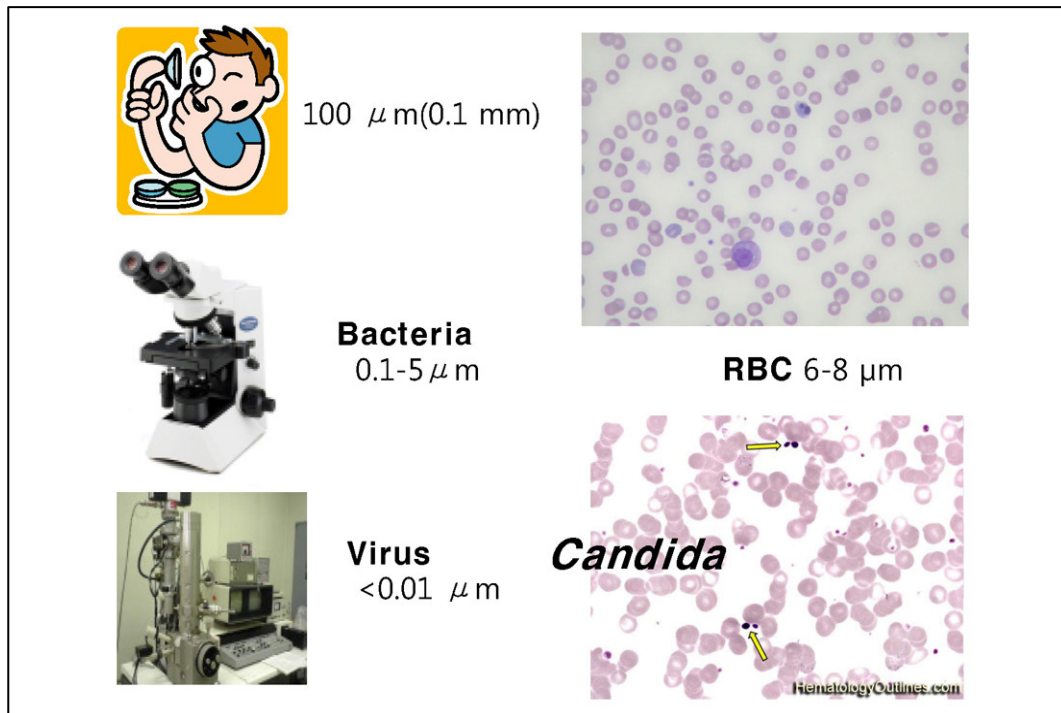 100 μm(0.1 mm)
Bacteria
0.1-5μm
RBC 6-8 μm
Virus
<0.01 μm
Candida
HematologyOutlines.com